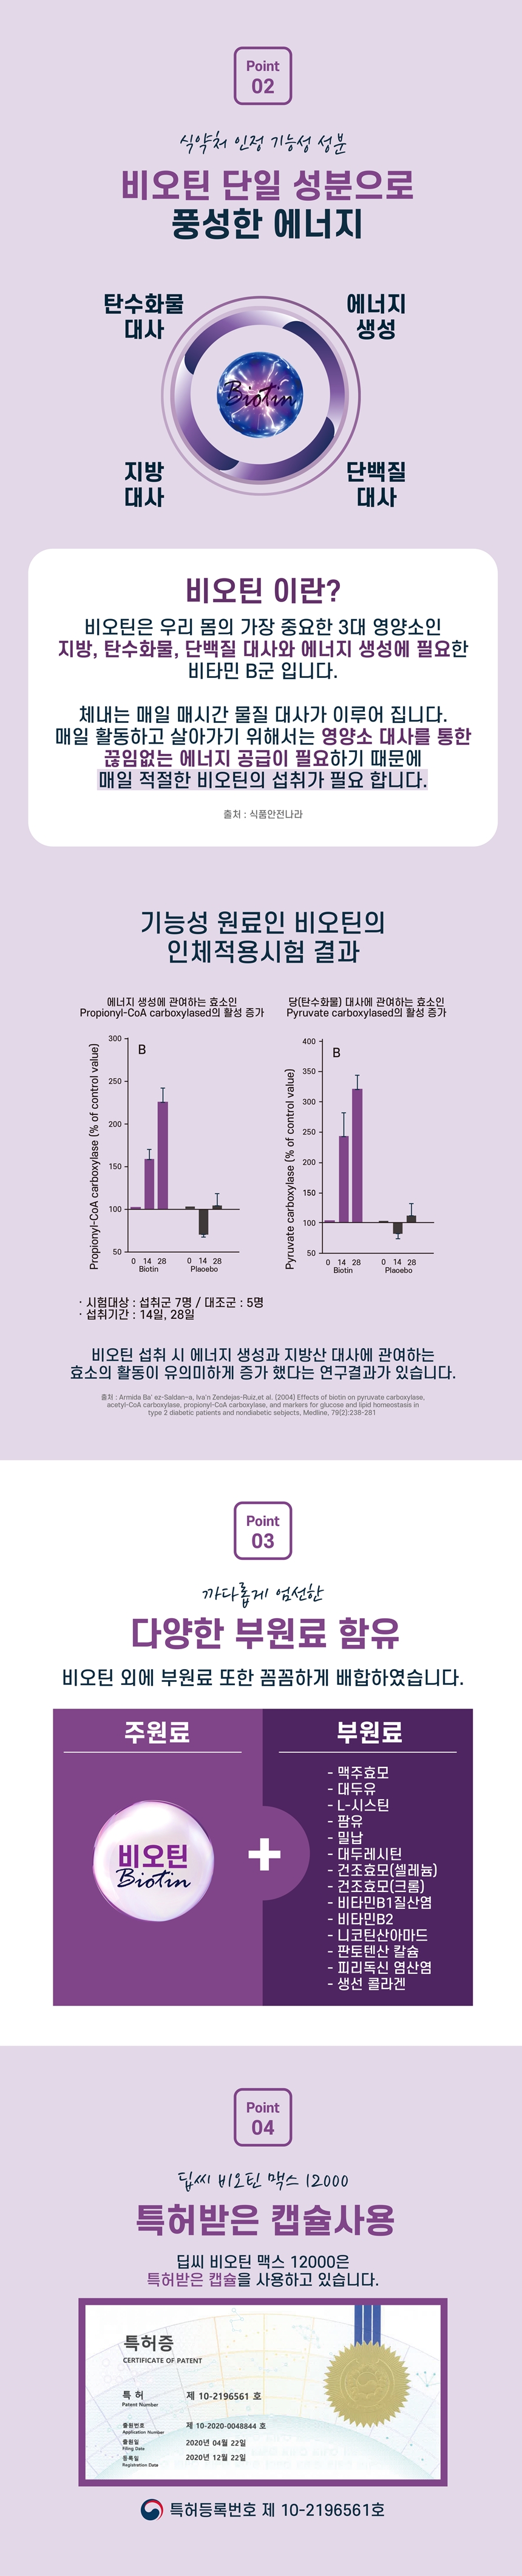 Point
02
식약처 인정 기능성 성분
비오틴 단일 성분으로
풍성한 에너지
탄수화물
대사
에너지
생성
Biotin
지방
대사
단백질
대사
비오틴 이란?
비오틴은 우리 몸의 가장 중요한 3대 영양소인
지방, 탄수화물, 단백질 대사와 에너지 생성에 필요한
비타민 B군 입니다.
체내는 매일 매시간 물질 대사가 이루어 집니다.
매일 활동하고 살아가기 위해서는 영양소 대사를 통한
끊임없는 에너지 공급이 필요하기 때문에
매일 적절한 비오틴의 섭취가 필요 합니다.
출처 : 식품안전나라
기능성 원료인 비오틴의
인체적용시험 결과
에너지 생성에 관여하는 효소인
Propionyl-CoA carboxylased의 활성 증가
Propionyl-CoA carboxylase (% of control value)
B
300
250
200
150
100
50
0 14 28
Biotin
0 14 28
Placebo
당(탄수화물) 대사에 관여하는 효소인
Pyruvate carboxylased의 활성 증가
Pyruvate carboxylase (% of control value)
B
400
350
300
250
200
150
100
50
0 14 28
Biotin
0 14 28
Placebo
· 시험대상 : 섭취군 7명 / 대조군 : 5명
· 섭취기간 : 14일, 28일
비오틴 섭취 시 에너지 생성과 지방산 대사에 관여하는
효소의 활동이 유의미하게 증가 했다는 연구결과가 있습니다.
출처 : Armida Ba' ez-Saldan~a, Iva'n Zendejas-Ruiz,et al. (2004) Effects of biotin on pyruvate carboxylase,
acetyl-CoA carboxylase, propionyl-CoA carboxylase, and markers for glucose and lipid homeostasis in
type 2 diabetic patients and nondiabetic sebjects, Medline, 79(2):238-281
Point
03
까다롭게 엄선한
다양한 부원료 함유
비오틴 외에 부원료 또한 꼼꼼하게 배합하였습니다.
주원료
비오틴
Biotin
+
부원료
- 맥주효모
- 대두유
- L-시스틴
- 팜유
- 밀납
- 대두레시틴
- 건조효모(셀레늄)
- 건조효모(크롬)
- 비타민B1질산염
- 비타민B2
- 니코틴산아마드
- 판토텐산 칼슘
- 피리독신 염산염
- 생선 콜라겐
Point
04
딥씨 비오틴 맥스 12000
특허받은 캡슐사용
딥씨 비오틴 맥스 12000은
특허받은 캡슐을 사용하고 있습니다.
특허증
CERTIFICATE OF PATENT
특 허 제 10-2196561 호
Patent Number
출원번호 제 10-2020-0048844 호
Application Number
출원일 2020년 04월 22일
Filing Date
등록일 2020년 12월 22일
Registration Date
특허등록번호 제 10-2196561호